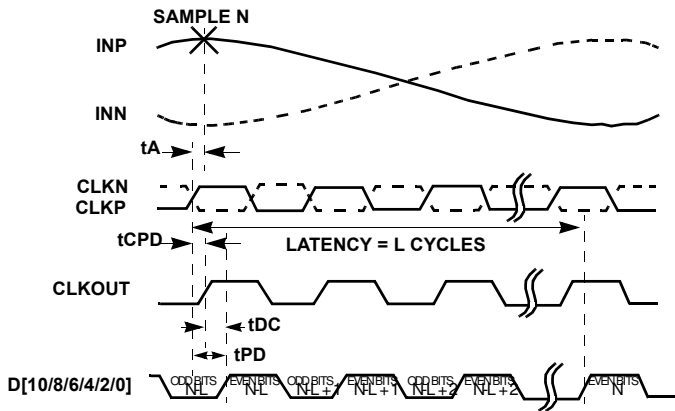 SAMPLE N
INP
INN
tA
CLKN
CLKP
tCPD
LATENCY = L CYCLES
CLKOUT
tDC
tPD
D[10/8/6/4/2/0]
ODD BITS N-L
EVEN BITS N-L
ODD BITS N-L + 1
EVEN BITS N-L + 1
ODD BITS N-L + 2
EVEN BITS N-L + 2
EVEN BITS N